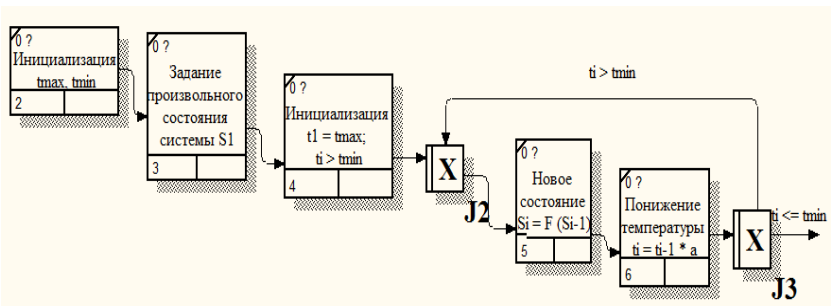 0 ?
Инициализация
tmax, tmin
2
0 ?
Задание
произвольного
состояния
системы S1
3
0 ?
Инициализация
t1 = tmax;
ti > tmin
4
X
J2
ti > tmin
0 ?
Новое
состояние
Si = F (Si-1)
5
0 ?
Понижение
температуры
ti = ti-1 * a
6
X
J3
ti <= tmin